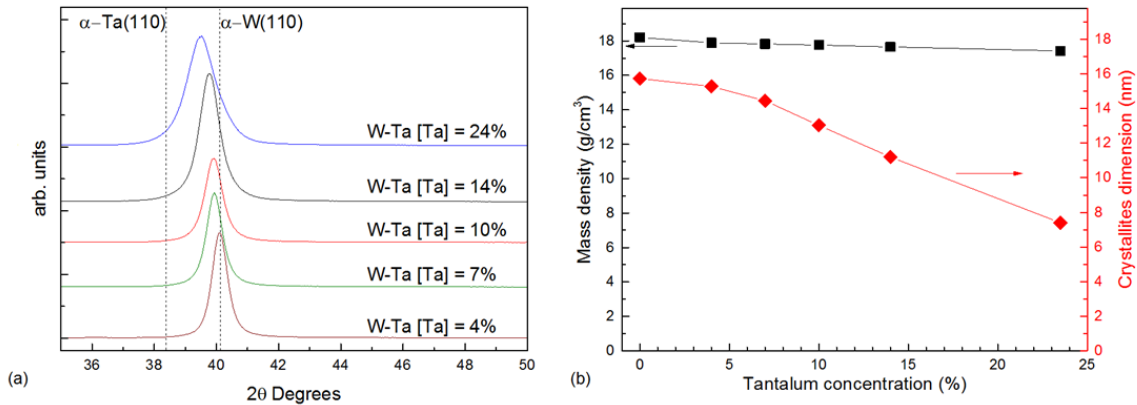 α–Ta(110)
α–W(110)
W-Ta [Ta] = 24%
W-Ta [Ta] = 14%
W-Ta [Ta] = 10%
W-Ta [Ta] = 7%
W-Ta [Ta] = 4%
arb. units
36 38 40 42 44 46 48 50
2θ Degrees
(a)
20
18
16
14
12
10
8
6
4
2
0
Mass density (g/cm³)
0 5 10 15 20 25
Tantalum concentration (%)
18
16
14
13
11
10
8
6
4
2
0
Crystallites dimension (nm)
(b)